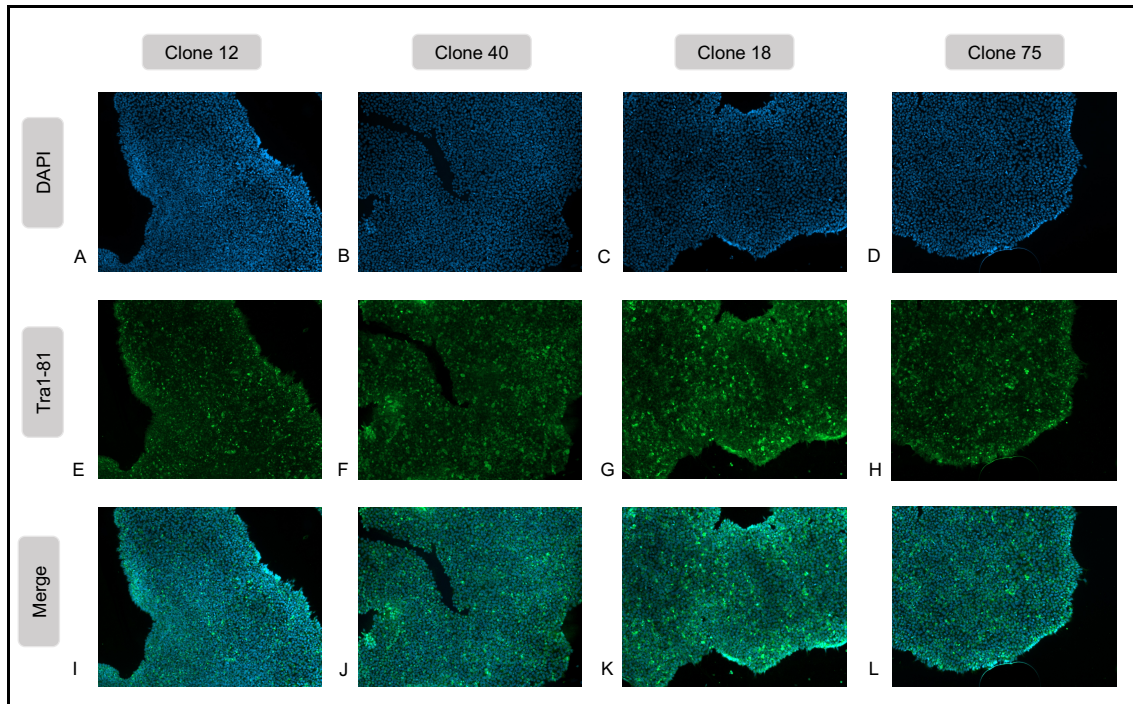 Clone 12
Clone 40
Clone 18
Clone 75
DAPI
A
B
C
D
Tra1-81
E
F
G
H
Merge
I
J
K
L